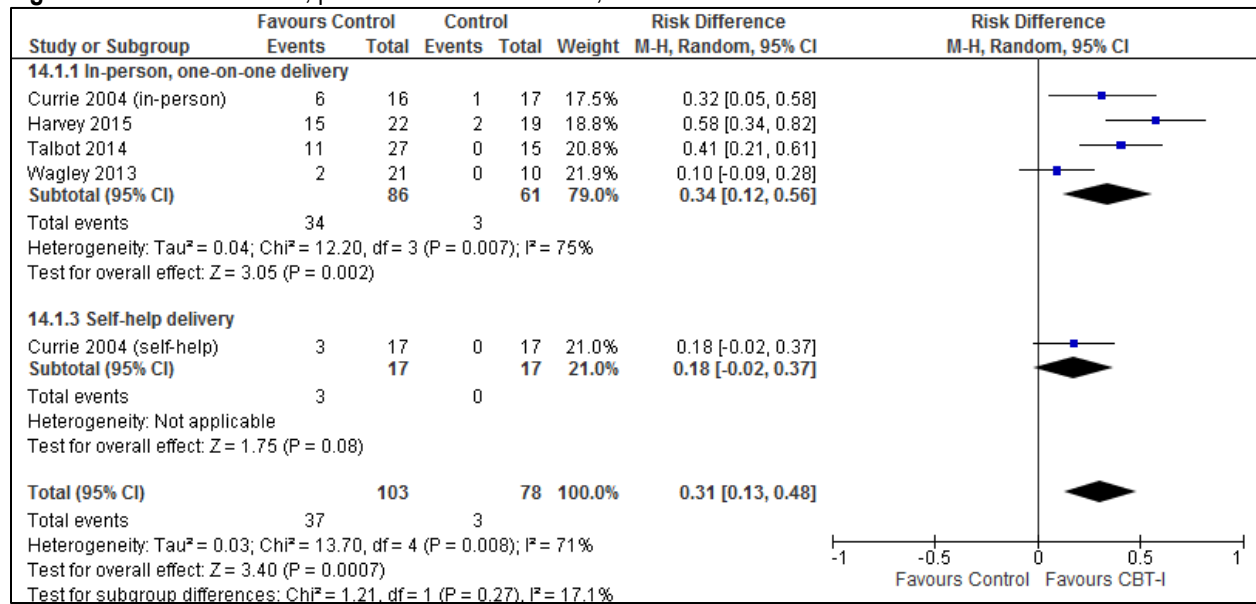 Favours Control Control Risk Difference Risk Difference
Study or Subgroup Events Total Events Total Weight M-H, Random, 95% CI M-H, Random, 95% CI
14.1.1 In-person, one-on-one delivery
Currie 2004 (in-person) 6 16 1 17 17.5% 0.32 [0.05, 0.58]
Harvey 2015 15 22 2 19 18.8% 0.58 [0.34, 0.82]
Talbot 2014 11 27 0 15 20.8% 0.41 [0.21, 0.61]
Wagley 2013 2 21 0 10 21.9% 0.10 [-0.09, 0.28]
Subtotal (95% CI) 86 61 79.0% 0.34 [0.12, 0.56]
Total events 34 3
Heterogeneity: Tau² = 0.04; Chi² = 12.20, df = 3 (P = 0.007); I² = 75%
Test for overall effect: Z = 3.05 (P = 0.002)
14.1.3 Self-help delivery
Currie 2004 (self-help) 3 17 0 17 21.0% 0.18 [-0.02, 0.37]
Subtotal (95% CI) 17 17 21.0% 0.18 [-0.02, 0.37]
Total events 3 0
Heterogeneity: Not applicable
Test for overall effect: Z = 1.75 (P = 0.08)
Total (95% CI) 103 78 100.0% 0.31 [0.13, 0.48]
Total events 37 3
Heterogeneity: Tau² = 0.03; Chi² = 13.70, df = 4 (P = 0.008); I² = 71%
Test for overall effect: Z = 3.40 (P = 0.0007)
Test for subgroup differences: Chi² = 1.21, df = 1 (P = 0.27), I² = 17.1%
-1 -0.5 0 0.5 1
Favours Control Favours CBT-I